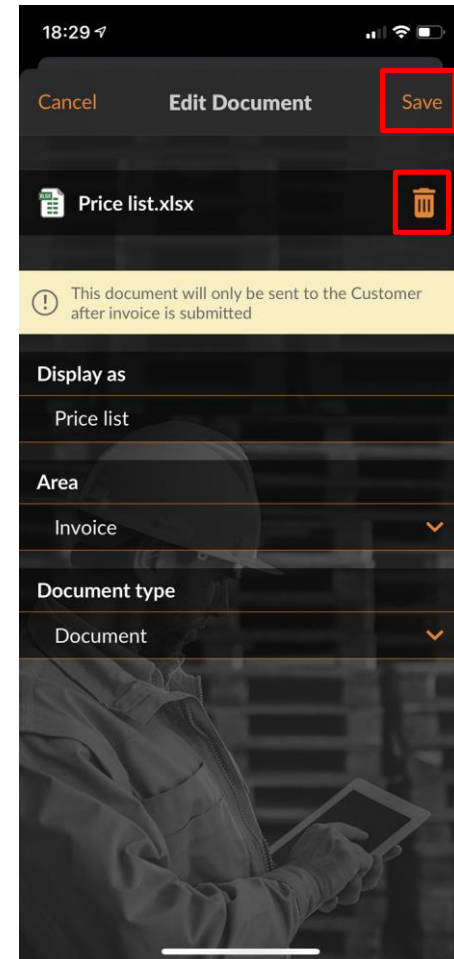 18:29
Cancel Edit Document Save
XLSX Price list.xlsx
This document will only be sent to the Customer
after invoice is submitted
Display as
Price list
Area
Invoice
Document type
Document